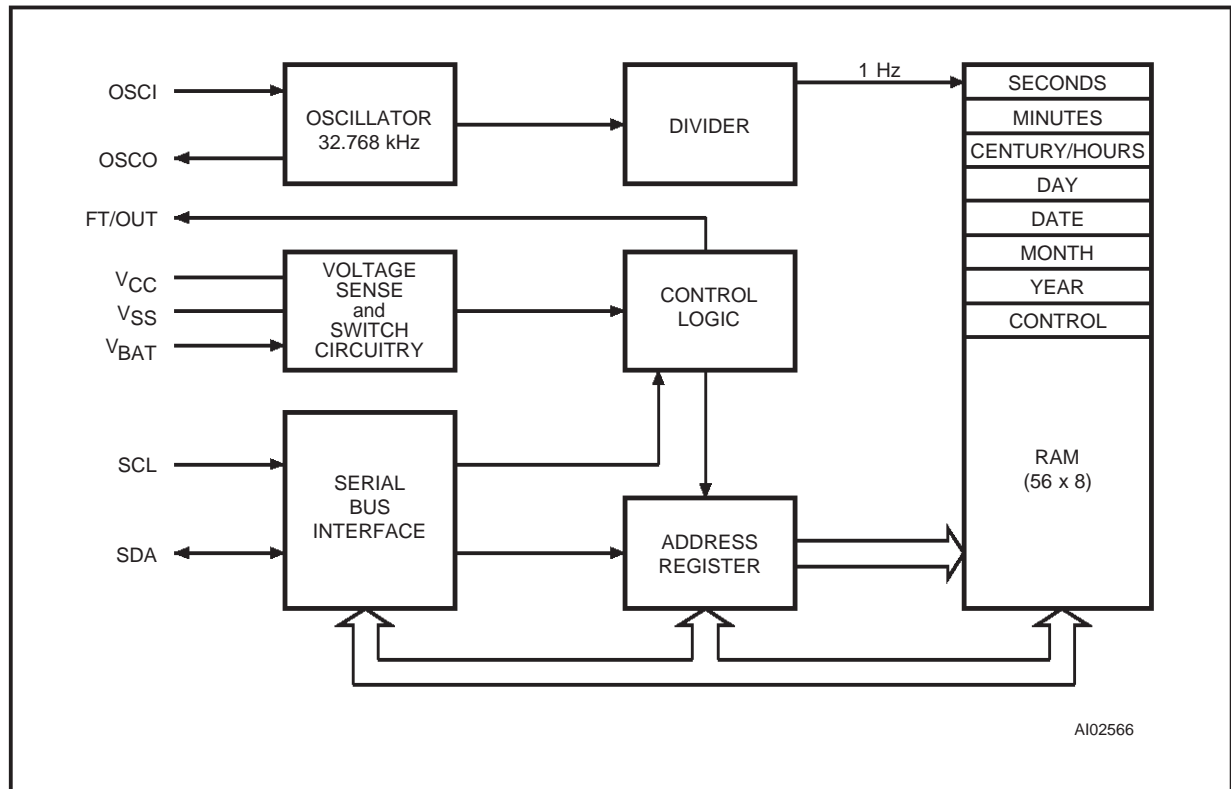 OSCI
OSCO
FT/OUT
VCC
VSS
VBAT
SCL
SDA
OSCILLATOR
32.768 kHz
VOLTAGE
SENSE
and
SWITCH
CIRCUITRY
SERIAL
BUS
INTERFACE
DIVIDER
CONTROL
LOGIC
ADDRESS
REGISTER
1 Hz
SECONDS
MINUTES
CENTURY/HOURS
DAY
DATE
MONTH
YEAR
CONTROL
RAM
(56 x 8)
AI02566